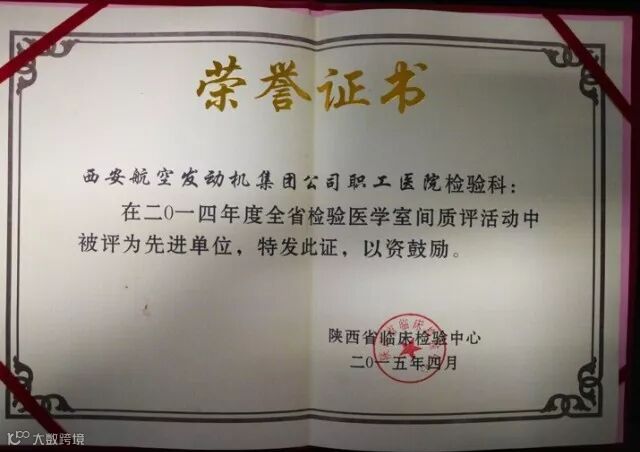 荣誉证书
西安航空发动机集团公司职工医院检验科：
在二〇一四年度全省检验医学室间质评活动中
被评为先进单位，特发此证，以资鼓励。
陕西省临床检验中心
二〇一五年四月
大数跨境